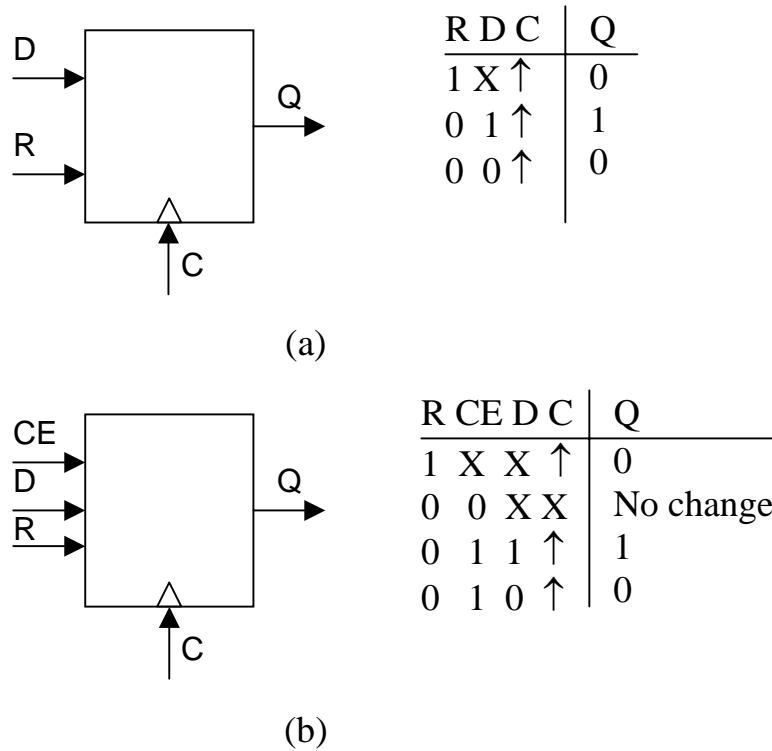 D
R
Q
C
R D C Q
1 X ↑ 0
0 1 ↑ 1
0 0 ↑ 0
(a)
CE
D
R
Q
C
R CE D C Q
1 X X ↑ 0
0 0 X X No change
0 1 1 ↑ 1
0 1 0 ↑ 0
(b)